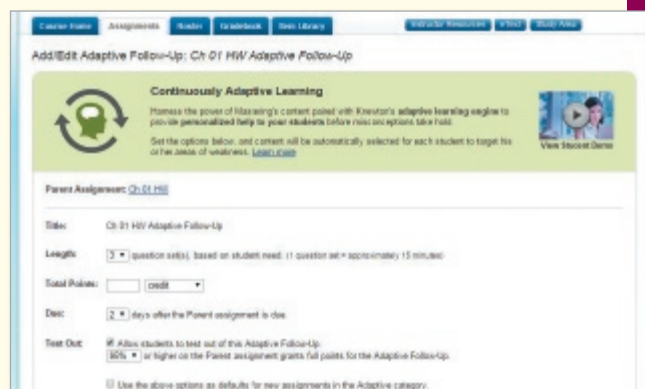 Course Home Assignments Roster Gradebook Item Library Instructor Resources eText Study Area
Add/Edit Adaptive Follow-Up: Ch 01 HW Adaptive Follow-Up
Continuously Adaptive Learning
Harness the power of Mastering's content paired with Knewton's adaptive learning engine to
provide personalized help to your students before misconceptions take hold.
Set the options below, and content will be automatically selected for each student to target his
or her areas of weakness. Learn more
View Student Demo
Parent Assignment: Ch 01 HW
Title: Ch 01 HW Adaptive Follow-Up
Length: 3 question set(s), based on student need. (1 question set = approximately 15 minutes)
Total Points: credit
Due: 2 days after the Parent assignment is due.
Test Out: Allow students to test out of this Adaptive Follow-Up.
or higher on the Parent assignment grants full points for the Adaptive Follow-Up.
Use the above options as defaults for new assignments in the Adaptive category.